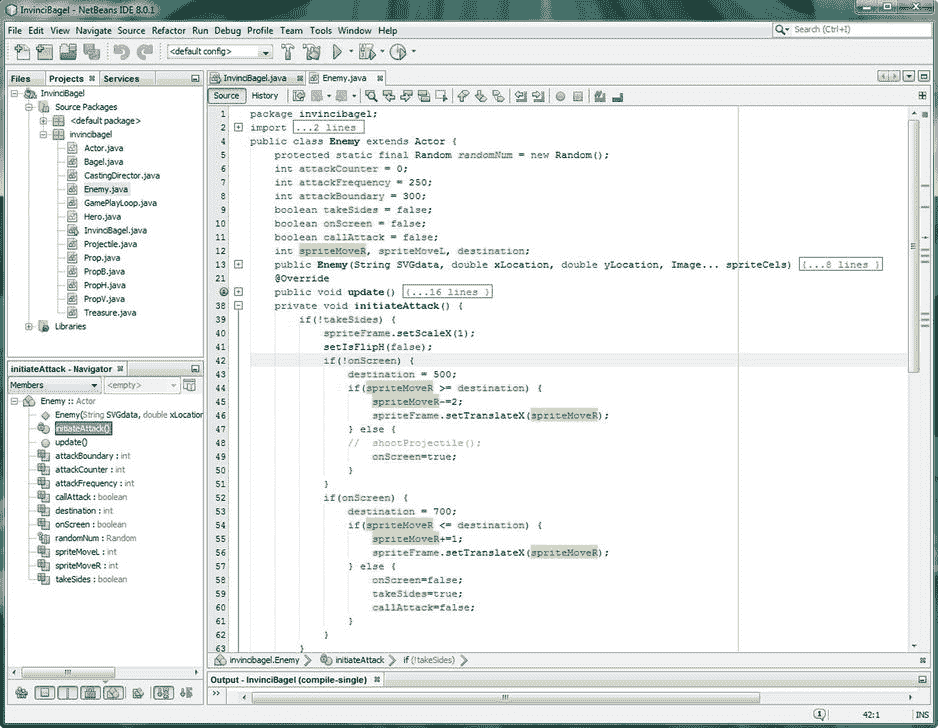 InvinciBagel - NetBeans IDE 8.0.1
File Edit View Navigate Source Refactor Run Debug Profile Team Tools Window Help
Search (Ctrl+I)
<default config>
Files Projects Services
InvinciBagel
Source Packages
<default package>
invincibagel
Actor.java
Bagel.java
CastingDirector.java
Enemy.java
GamePlayLoop.java
Hero.java
InvinciBagel.java
Projectile.java
Prop.java
PropB.java
PropH.java
PropV.java
Treasure.java
Libraries
initiateAttack - Navigator
Members <empty>
Enemy :: Actor
Enemy(String SVGdata, double xLocation
initiateAttack()
update()
attackBoundary : int
attackCounter : int
attackFrequency : int
callAttack : boolean
destination : int
onScreen : boolean
randomNum : Random
spriteMoveL : int
spriteMoveR : int
takeSides : boolean
InvinciBagel.java Enemy.java
Source History
1 package invincibagel;
2 import ...2 lines
4 public class Enemy extends Actor {
5 protected static final Random randomNum = new Random();
6 int attackCounter = 0;
7 int attackFrequency = 250;
8 int attackBoundary = 300;
9 boolean takeSides = false;
10 boolean onScreen = false;
11 boolean callAttack = false;
12 int spriteMoveR, spriteMoveL, destination;
13 public Enemy(String SVGdata, double xLocation, double yLocation, Image... spriteCels) {...8 lines }
21 @Override
public void update() {...16 lines }
38 private void initiateAttack() {
39 if(!takeSides) {
40 spriteFrame.setScaleX(1);
41 setIsFlipH(false);
42 if(!onScreen) {
43 destination = 500;
44 if(spriteMoveR >= destination) {
45 spriteMoveR-=2;
46 spriteFrame.setTranslateX(spriteMoveR);
47 } else {
48 // shootProjectile();
49 onScreen=true;
50 }
51 }
52 if(onScreen) {
53 destination = 700;
54 if(spriteMoveR <= destination) {
55 spriteMoveR+=1;
56 spriteFrame.setTranslateX(spriteMoveR);
57 } else {
58 onScreen=false;
59 takeSides=true;
60 callAttack=false;
61 }
62 }
63 }
invincibagel.Enemy initiateAttack if (!takeSides)
Output - InvinciBagel (compile-single)
1 42:1 INS